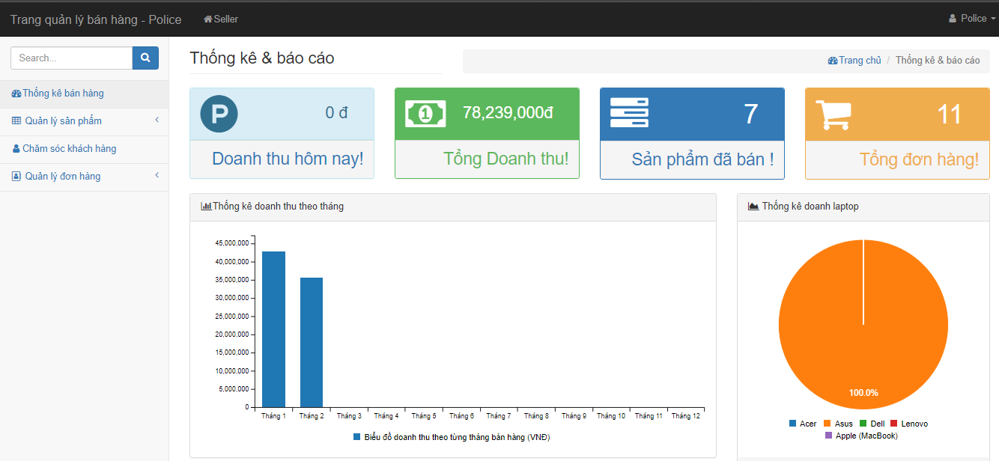 Trang quản lý bán hàng - Police
Seller
Police
Search...
Thống kê bán hàng
Quản lý sản phẩm
Chăm sóc khách hàng
Quản lý đơn hàng
Thống kê & báo cáo
Trang chủ / Thống kê & báo cáo
P
0 đ
Doanh thu hôm nay!
1
78,239,000đ
Tổng Doanh thu!
7
Sản phẩm đã bán !
11
Tổng đơn hàng!
Thống kê doanh thu theo tháng
45,000,000
40,000,000
35,000,000
30,000,000
25,000,000
20,000,000
15,000,000
10,000,000
5,000,000
0
Tháng 1 Tháng 2 Tháng 3 Tháng 4 Tháng 5 Tháng 6 Tháng 7 Tháng 8 Tháng 9 Tháng 10 Tháng 11 Tháng 12
Biểu đồ doanh thu theo từng tháng bán hàng (VNĐ)
Thống kê doanh laptop
100.0%
Acer Asus Dell Lenovo
Apple (MacBook)